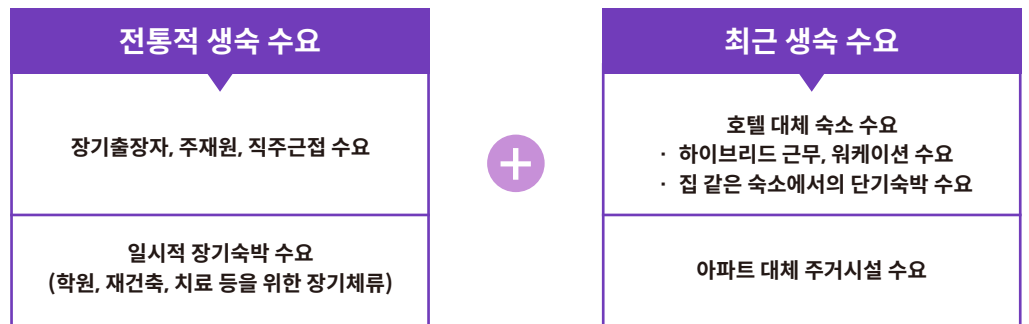 전통적 생숙 수요
장기출장자, 주재원, 직주근접 수요
일시적 장기숙박 수요
(학원, 재건축, 치료 등을 위한 장기체류)
+
최근 생숙 수요
호텔 대체 숙소 수요
· 하이브리드 근무, 워케이션 수요
· 집 같은 숙소에서의 단기숙박 수요
아파트 대체 주거시설 수요